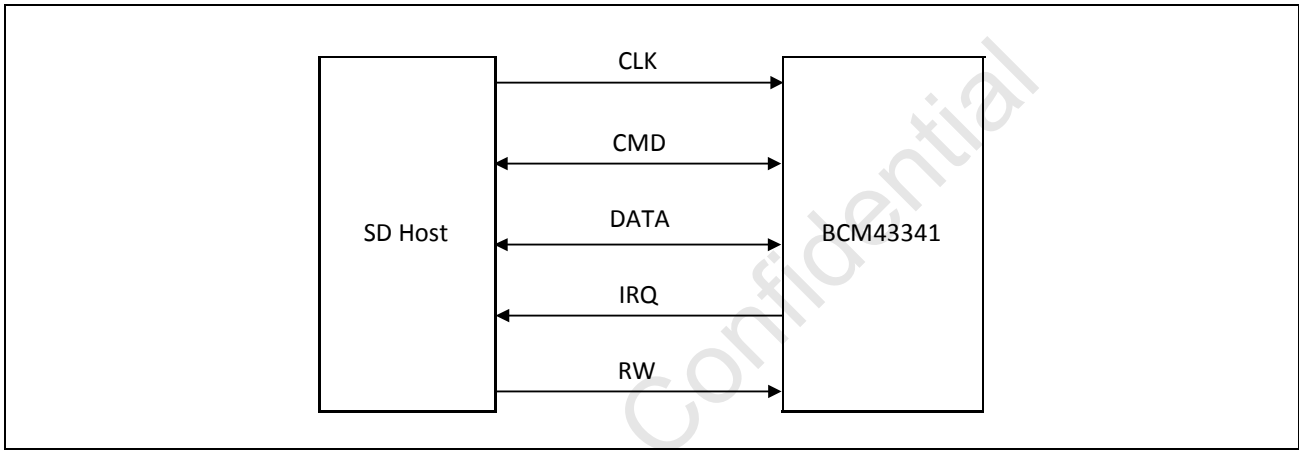 CLK
CMD
SD Host
DATA
BCM43341
IRQ
RW
Confidential